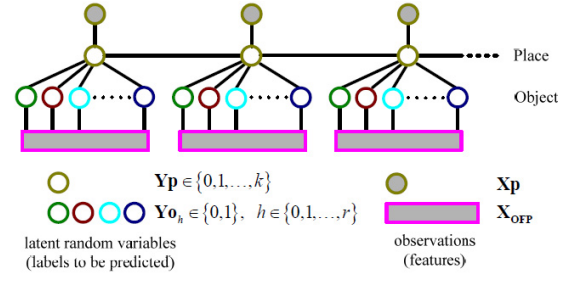 Place
Object
Yp ∈ {0,1,...,k}
Xp
Yo_h ∈ {0,1}, h ∈ {0,1,...,r}
X_OFP
latent random variables
observations
(labels to be predicted)
(features)